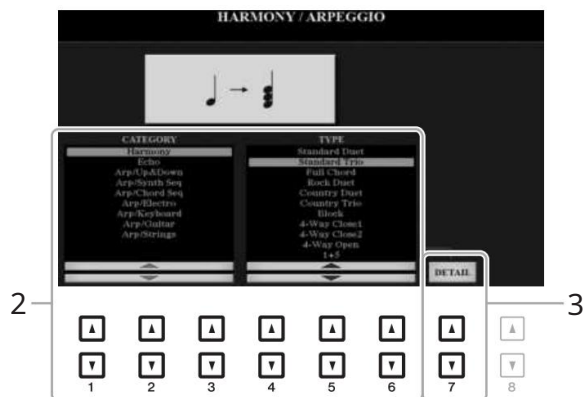 HARMONY / ARPEGGIO
CATEGORY
Harmony
Echo
Arp/Up&Down
Arp/Synth Seq
Arp/Chord Seq
Arp/Electro
Arp/Keyboard
Arp/Guitar
Arp/Strings
TYPE
Standard Duet
Standard Trio
Full Chord
Rock Duet
Country Duet
Country Trio
Block
4-Way Close1
4-Way Close2
4-Way Open
1+5
DETAIL
2
3
1 2 3 4 5 6 7 8